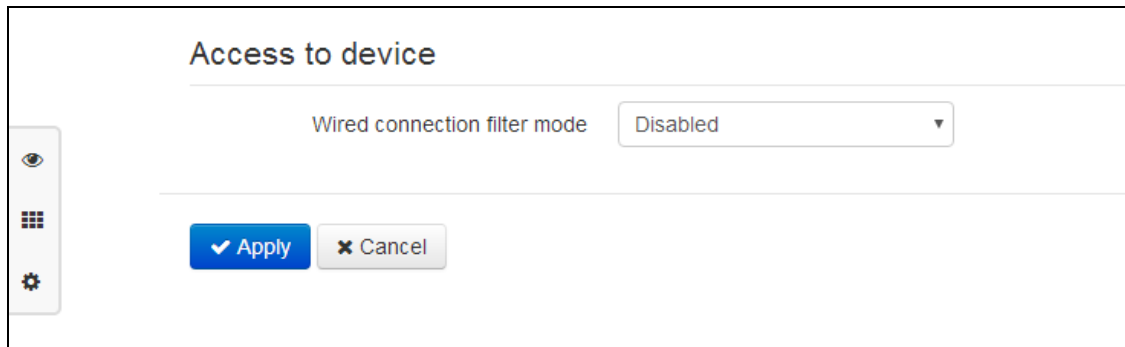 Access to device
Wired connection filter mode Disabled
Apply Cancel